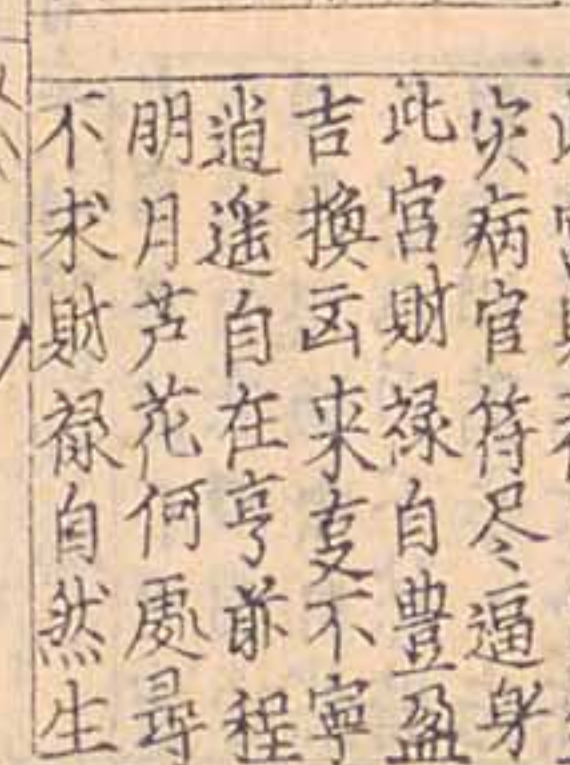 灾病官符尽逼身
此宫財禄自豊盈
吉換凶来更不寧
逍遥自在亨前程
明月芦花何處尋
不求財禄自然生